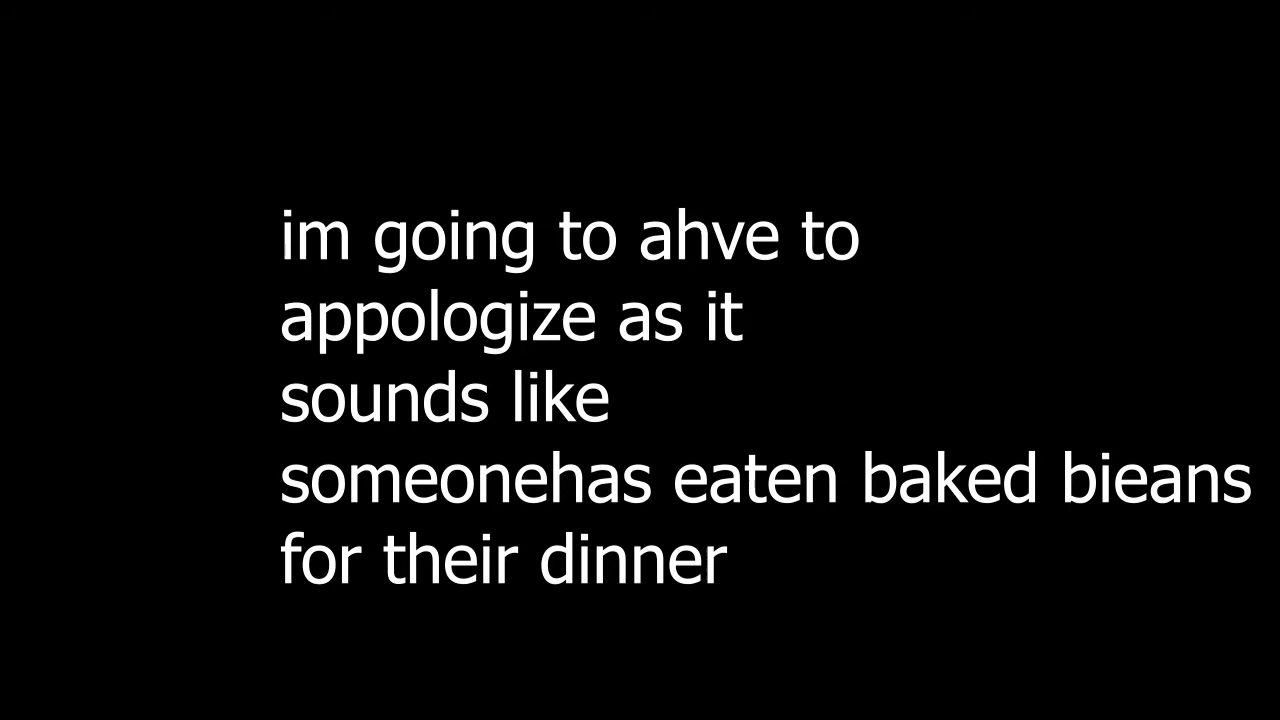 im going to ahve to
appologize as it
sounds like
someonehas eaten baked bieans
for their dinner